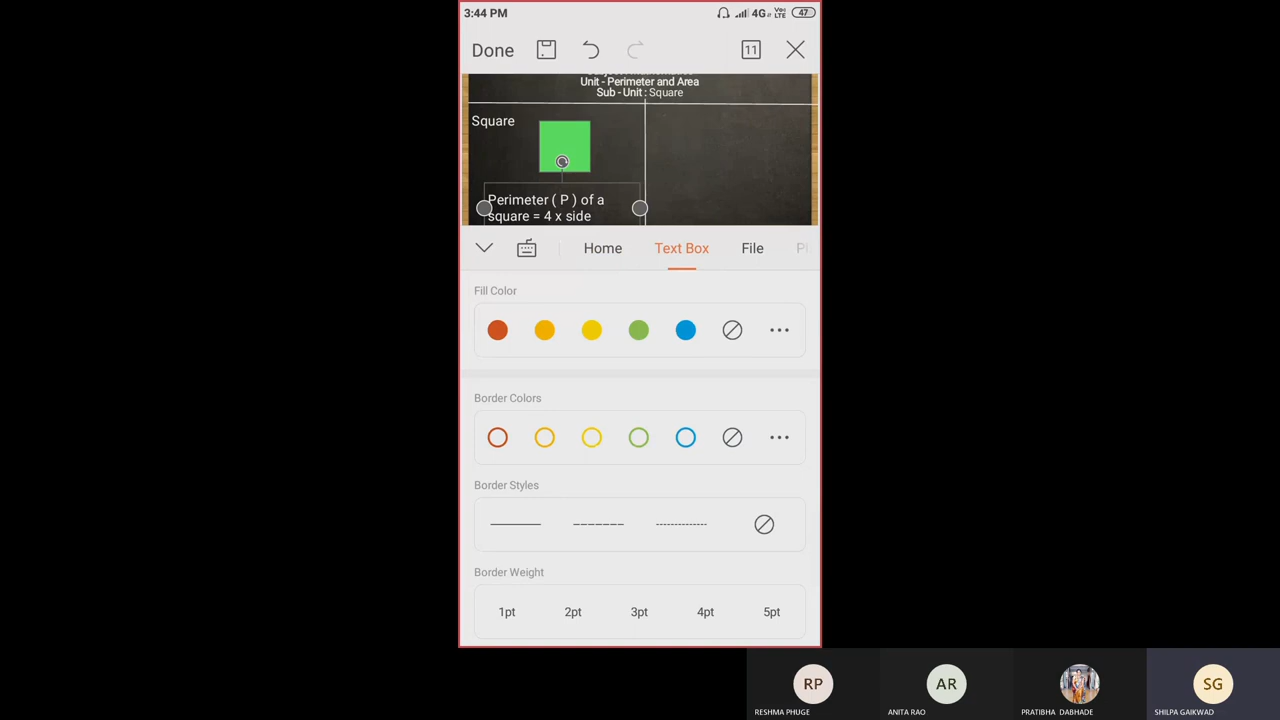 3:44 PM
4G
Vo
LTE
47
Done
11
Unit - Perimeter and Area
Sub - Unit : Square
Square
Perimeter ( P ) of a
square = 4 x side
Home
Text Box
File
Fill Color
Border Colors
Border Styles
Border Weight
1pt
2pt
3pt
4pt
5pt
RP
AR
SG
RESHMA PHUGE
ANITA RAO
PRATIBHA DABHADE
SHILPA GAIKWAD